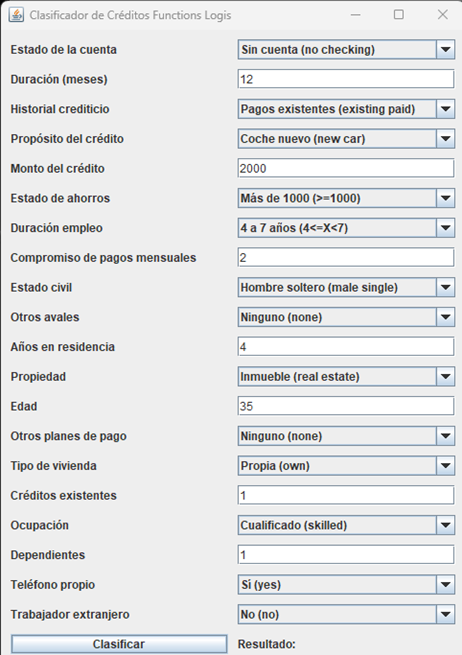 Clasificador de Créditos Functions Logis
Estado de la cuenta Sin cuenta (no checking)
Duración (meses) 12
Historial crediticio Pagos existentes (existing paid)
Propósito del crédito Coche nuevo (new car)
Monto del crédito 2000
Estado de ahorros Más de 1000 (>=1000)
Duración empleo 4 a 7 años (4<=X<7)
Compromiso de pagos mensuales 2
Estado civil Hombre soltero (male single)
Otros avales Ninguno (none)
Años en residencia 4
Propiedad Inmueble (real estate)
Edad 35
Otros planes de pago Ninguno (none)
Tipo de vivienda Propia (own)
Créditos existentes 1
Ocupación Cualificado (skilled)
Dependientes 1
Teléfono propio Sí (yes)
Trabajador extranjero No (no)
Clasificar Resultado: